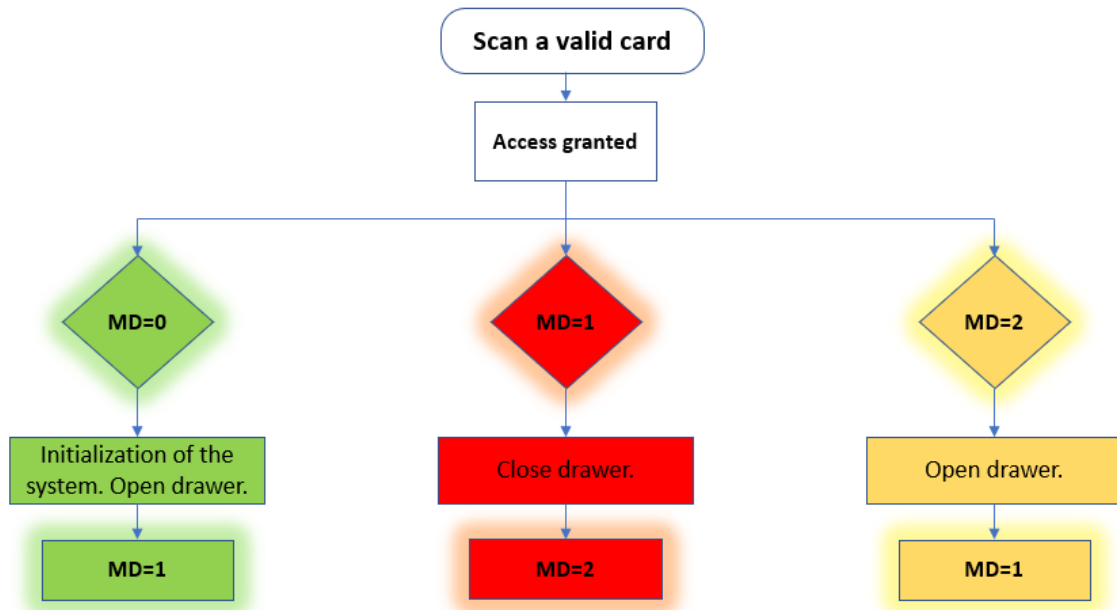 Scan a valid card
Access granted
MD=0
MD=1
MD=2
Initialization of the
system. Open drawer.
Close drawer.
Open drawer.
MD=1
MD=2
MD=1